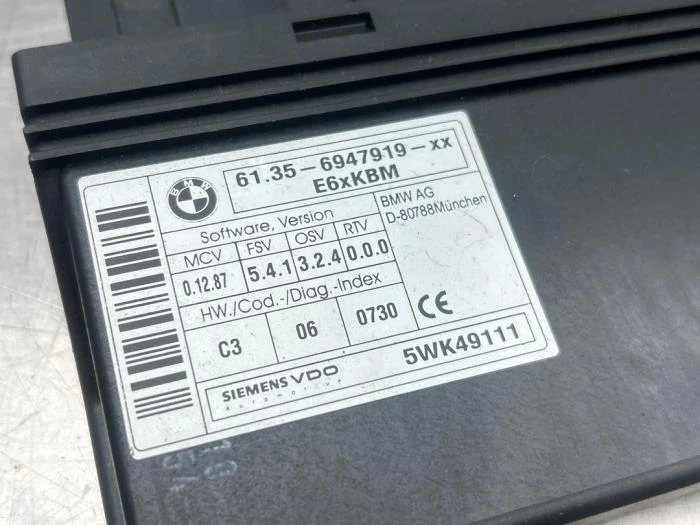 BMW
61.35-6947919-xx
E6xKBM
Software, Version
MCV FSV OSV RTV
0.12.87 5.4.1 3.2.4 0.0.0
BMW AG
D-80788München
HW./Cod.-/Diag.-Index
C3 06 0730
CE
SIEMENS VDO
Automotive
5WK49111